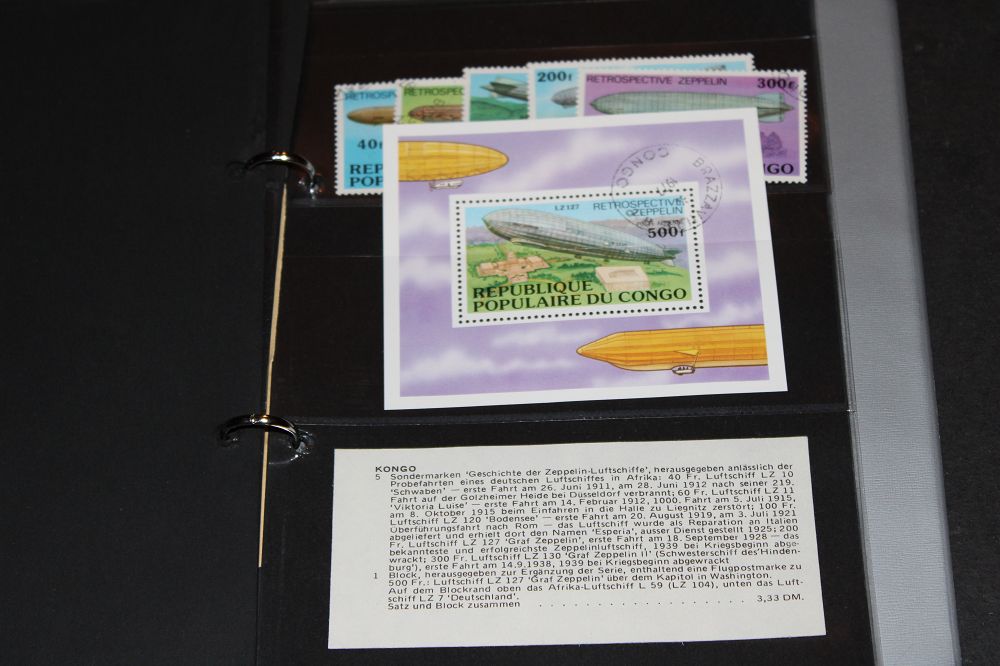 RETROSPECTIVE ZEPPELIN
200F
300F
RETROSP
RETROSPEC
40F
REP
POP
NGO
CONGO BRAZZAV
LZ 127
RETROSPECTIVE
ZEPPELIN
500F
REPUBLIQUE
POPULAIRE DU CONGO
KONGO
5 Sondermarken 'Geschichte der Zeppelin-Luftschiffe', herausgegeben anlässlich der
Probefahrten eines deutschen Luftschiffes in Afrika: 40 Fr. Luftschiff LZ 10
'Schwaben' — erste Fahrt am 26. Juni 1911, am 28. Juni 1912 nach seiner 219.
Fahrt auf der Golzheimer Heide bei Düsseldorf verbrannt; 60 Fr. Luftschiff LZ 11
'Viktoria Luise' — erste Fahrt am 14. Februar 1912, 1000. Fahrt am 5. Juli 1915,
am 8. Oktober 1915 beim Einfahren in die Halle zu Liegnitz zerstört; 100 Fr.
Luftschiff LZ 120 'Bodensee' — erste Fahrt am 20. August 1919, am 3. Juli 1921
Überführungsfahrt nach Rom — das Luftschiff wurde als Reparation an Italien
abgeliefert und erhielt dort den Namen 'Esperia', ausser Dienst gestellt 1925; 200
Fr. Luftschiff LZ 127 'Graf Zeppelin', erste Fahrt am 18. September 1928 — das
bekannteste und erfolgreichste Zeppelinluftschiff, 1939 bei Kriegsbeginn abge-
wrackt; 300 Fr. Luftschiff LZ 130 'Graf Zeppelin II' (Schwesterschiff des 'Hinden-
burg'), erste Fahrt am 14.9.1938, 1939 bei Kriegsbeginn abgewrackt
1 Block, herausgegeben zur Ergänzung der Serie, enthaltend eine Flugpostmarke zu
500 Fr.: Luftschiff LZ 127 'Graf Zeppelin' über dem Kapitol in Washington.
Auf dem Blockrand oben das Afrika-Luftschiff L 59 (LZ 104), unten das Luft-
schiff LZ 7 'Deutschland'.
Satz und Block zusammen . . . . . . . . . . . . . . . . . . 3,33 DM.